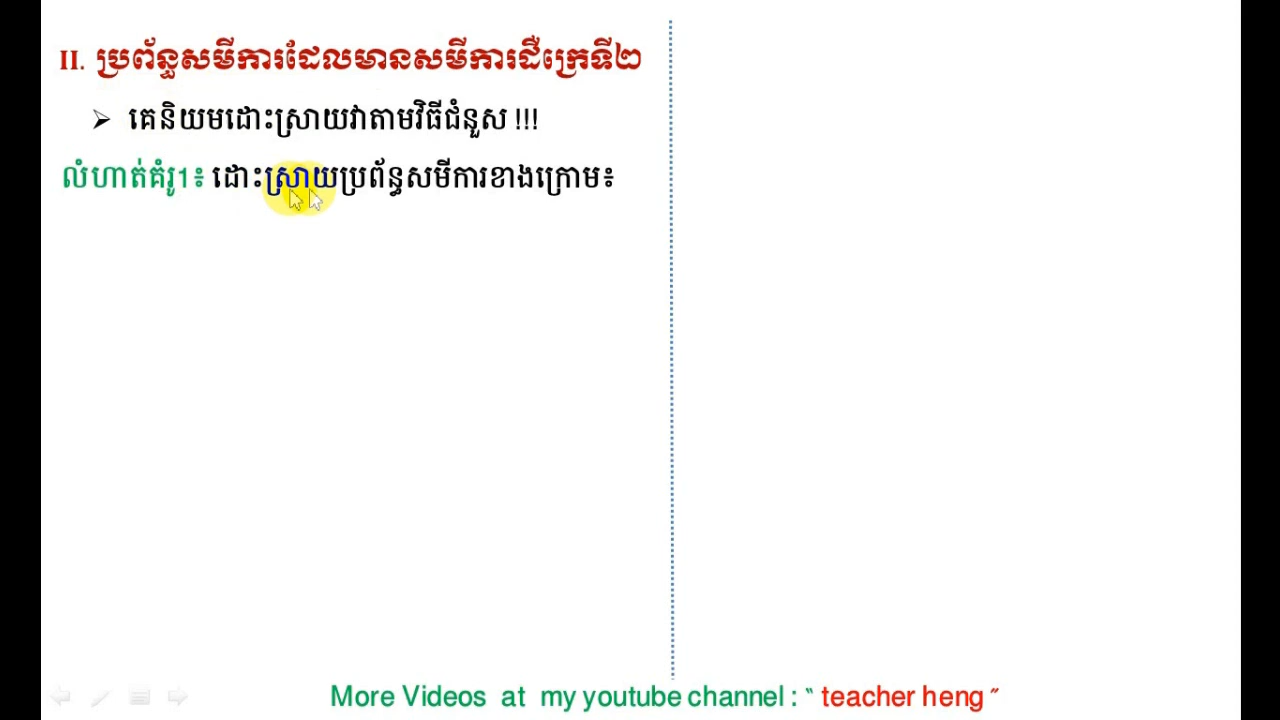 II. ប្រព័ន្ធសមីការដែលមានសមីការដឺក្រេទី២
គេនិយមដោះស្រាយវាតាមវិធីជំនួស !!!
លំហាត់គំរូ1៖ ដោះស្រាយប្រព័ន្ធសមីការខាងក្រោម៖
More Videos at my youtube channel : “ teacher heng ”